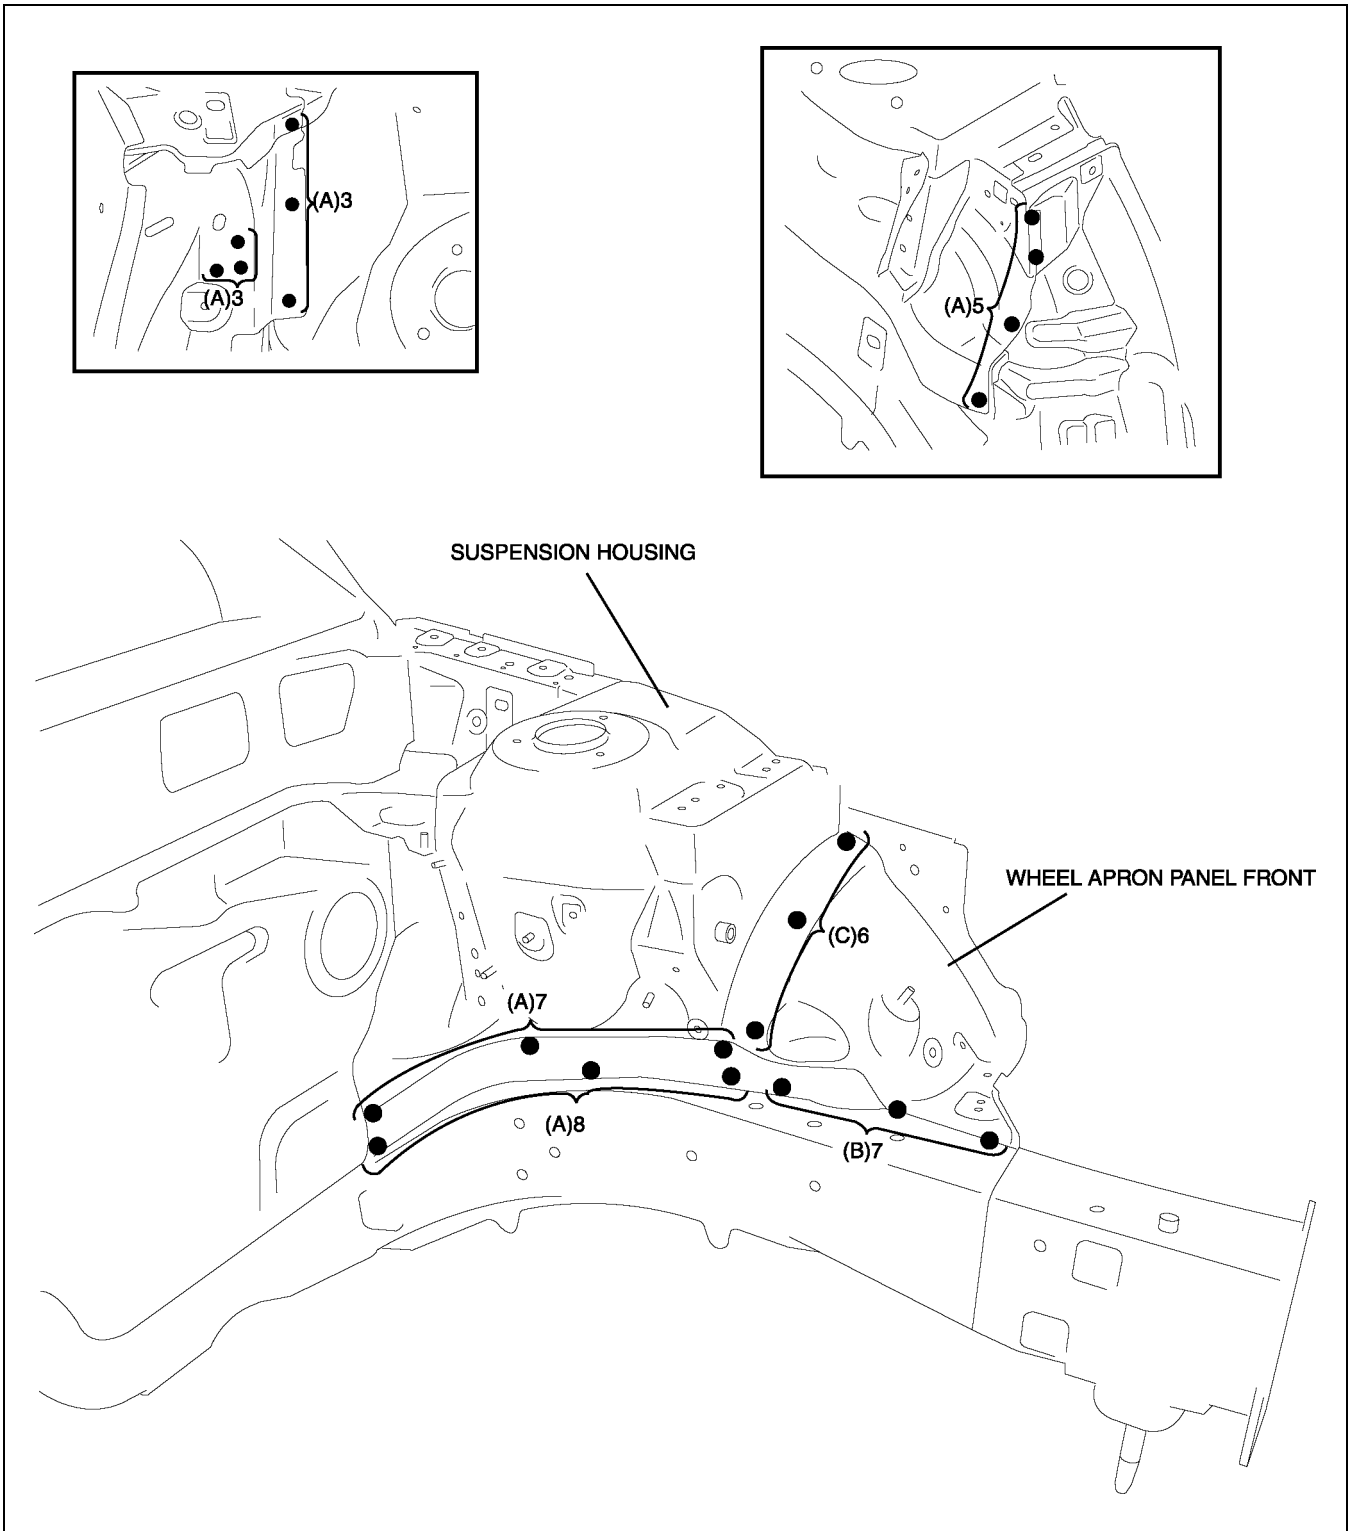 (A)3
(A)3
(A)5
SUSPENSION HOUSING
WHEEL APRON PANEL FRONT
(C)6
(A)7
(A)8
(B)7